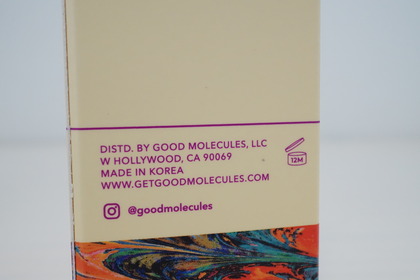 DISTD. BY GOOD MOLECULES, LLC
W HOLLYWOOD, CA 90069
MADE IN KOREA
WWW.GETGOODMOLECULES.COM
12M
@goodmolecules